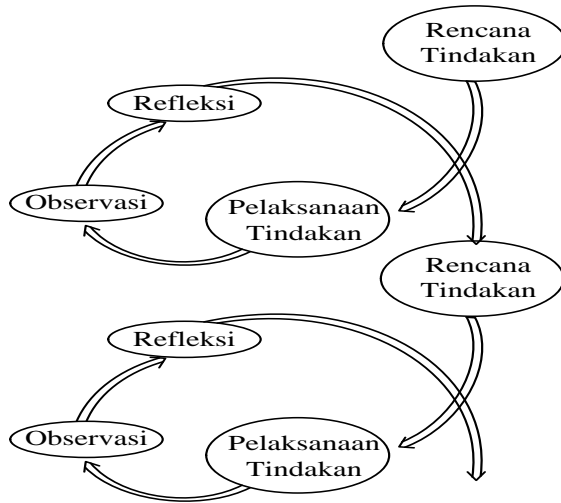 Rencana
Tindakan
Refleksi
Observasi
Pelaksanaan
Tindakan
Rencana
Tindakan
Refleksi
Observasi
Pelaksanaan
Tindakan